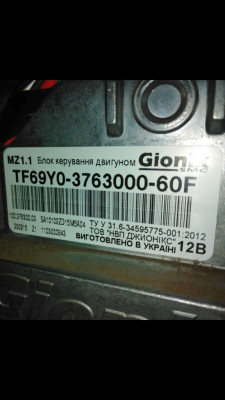 MZ1.1 Блок керування двигуном Gionix
TF69Y0-3763000-60F
ТУ У 31.6-34595775-001:2012
ТОВ "НВП ДЖИОНІКС"
ВИГОТОВЛЕНО В УКРАЇНІ 12В